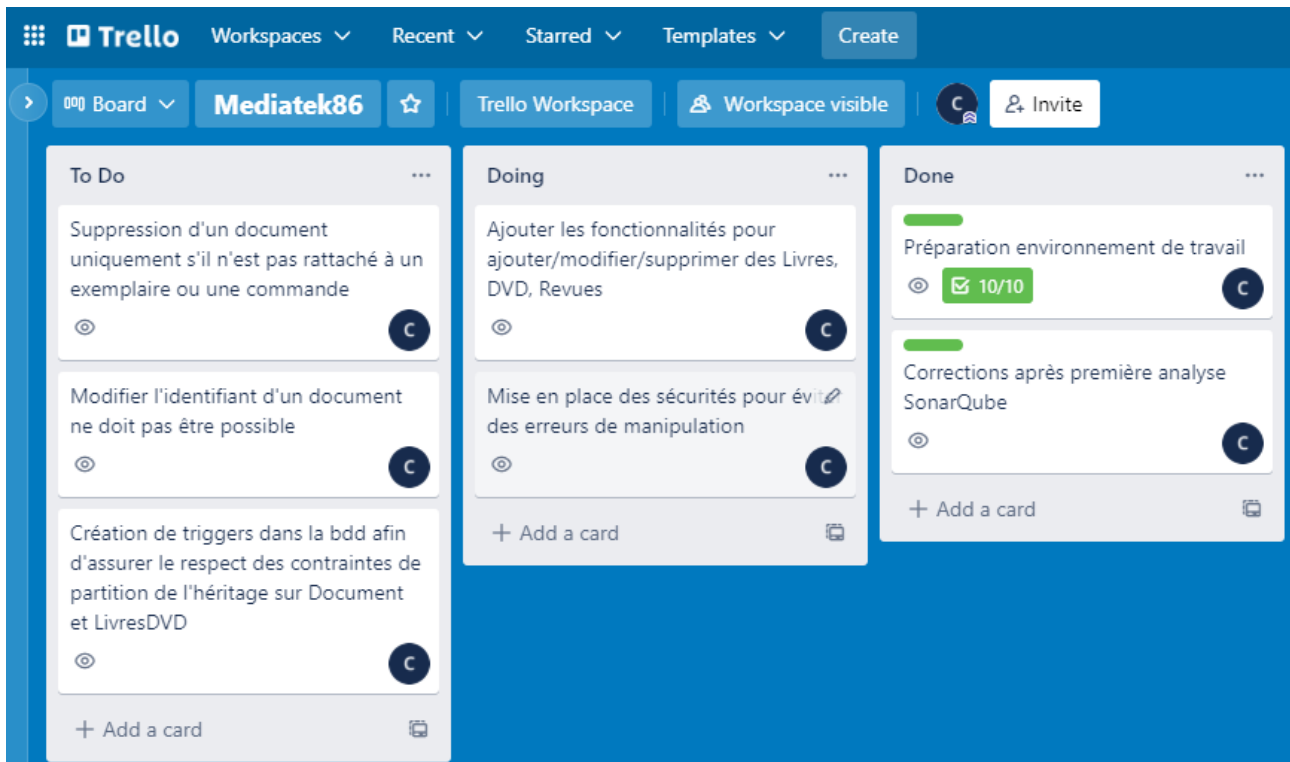 Trello Workspaces Recent Starred Templates Create
Board Mediatek86 Trello Workspace Workspace visible C Invite
To Do
Suppression d'un document
uniquement s'il n'est pas rattaché à un
exemplaire ou une commande
C
Modifier l'identifiant d'un document
ne doit pas être possible
C
Création de triggers dans la bdd afin
d'assurer le respect des contraintes de
partition de l'héritage sur Document
et LivresDVD
C
+ Add a card
Doing
Ajouter les fonctionnalités pour
ajouter/modifier/supprimer des Livres,
DVD, Revues
C
Mise en place des sécurités pour éviter
des erreurs de manipulation
C
+ Add a card
Done
Préparation environnement de travail
10/10 C
Corrections après première analyse
SonarQube
C
+ Add a card